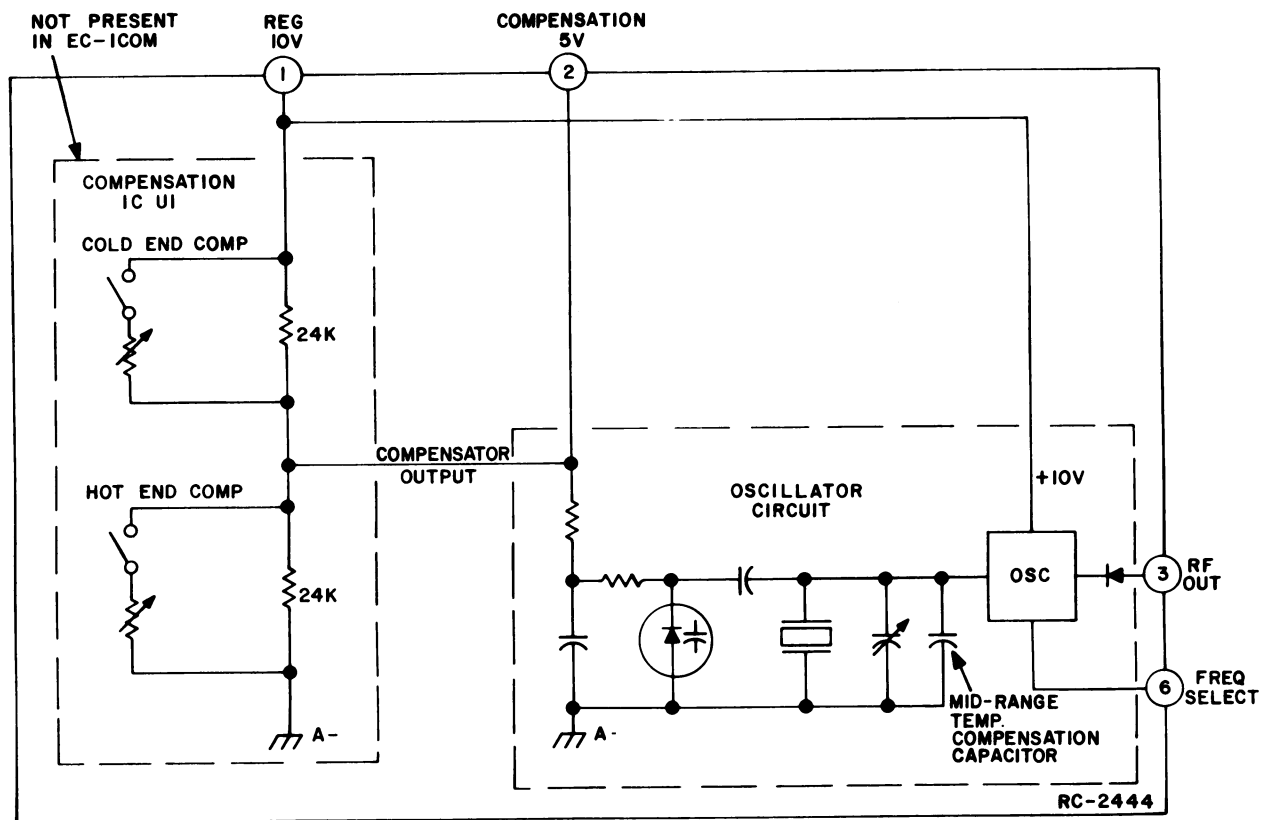 NOT PRESENT
IN EC-ICOM
REG
10V
1
COMPENSATION
5V
2
COMPENSATION
IC U1
COLD END COMP
24K
COMPENSATOR
OUTPUT
HOT END COMP
24K
A-
OSCILLATOR
CIRCUIT
+10V
OSC
3
RF
OUT
6
FREQ
SELECT
MID-RANGE
TEMP.
COMPENSATION
CAPACITOR
A-
RC-2444